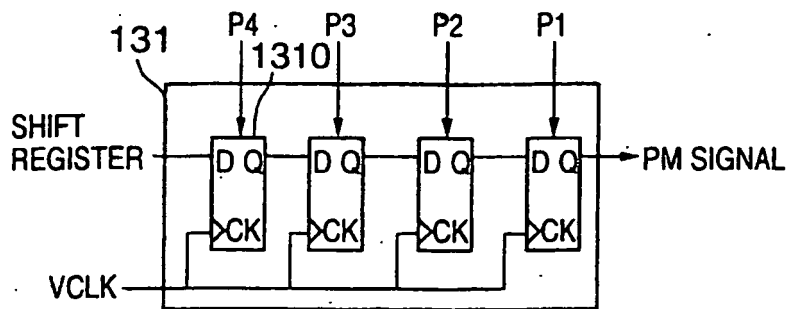 P4 P3 P2 P1
131 1310
SHIFT
REGISTER
D Q D Q D Q D Q
PM SIGNAL
CK CK CK CK
VCLK